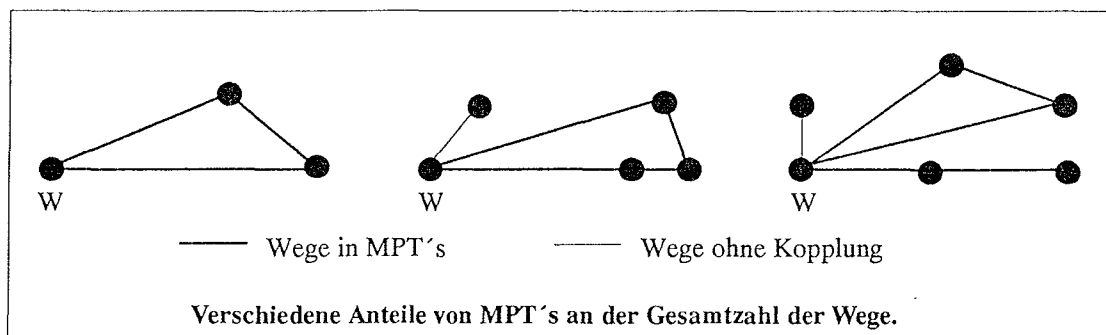 W
W
W
Wege in MPT´s
Wege ohne Kopplung
Verschiedene Anteile von MPT´s an der Gesamtzahl der Wege.